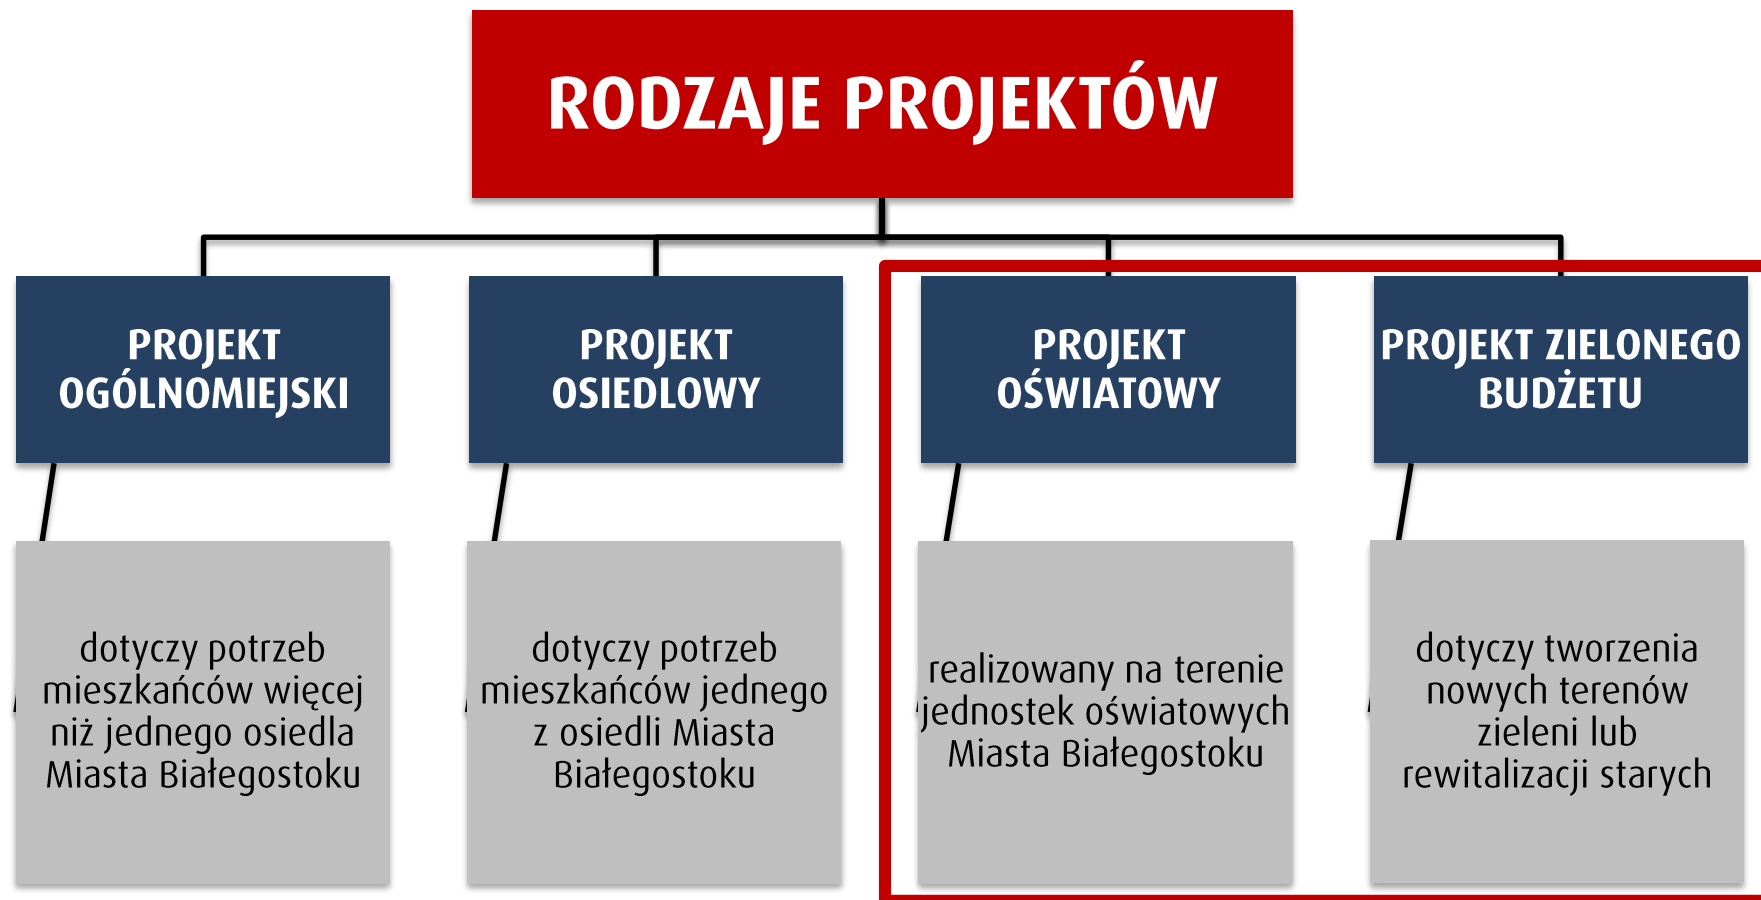 RODZAJE PROJEKTÓW
PROJEKT
OGÓLNOMIEJSKI
PROJEKT
OSIEDLOWY
PROJEKT
OŚWIATOWY
PROJEKT ZIELONEGO
BUDŻETU
dotyczy potrzeb
mieszkańców więcej
niż jednego osiedla
Miasta Białegostoku
dotyczy potrzeb
mieszkańców jednego
z osiedli Miasta
Białegostoku
realizowany na terenie
jednostek oświatowych
Miasta Białegostoku
dotyczy tworzenia
nowych terenów
zieleni lub
rewitalizacji starych